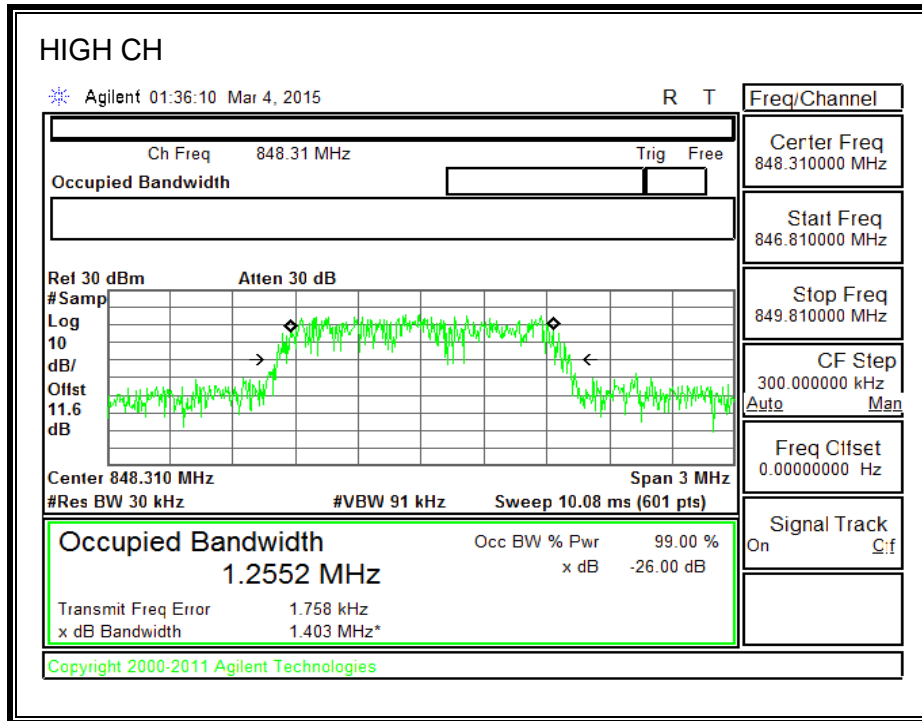 HIGH CH
Agilent 01:36:10 Mar 4, 2015 R T
Freq/Channel
Ch Freq 848.31 MHz Trig Free
Occupied Bandwidth
Center Freq
848.310000 MHz
Start Freq
846.810000 MHz
Stop Freq
849.810000 MHz
CF Step
300.000000 kHz
Auto Man
Freq Offset
0.00000000 Hz
Signal Track
On Off
Ref 30 dBm Atten 30 dB
#Samp
Log
10
dB/
Offst
11.6
dB
Center 848.310 MHz Span 3 MHz
#Res BW 30 kHz #VBW 91 kHz Sweep 10.08 ms (601 pts)
Occupied Bandwidth Occ BW % Pwr 99.00 %
1.2552 MHz x dB -26.00 dB
Transmit Freq Error 1.758 kHz
x dB Bandwidth 1.403 MHz*
Copyright 2000-2011 Agilent Technologies